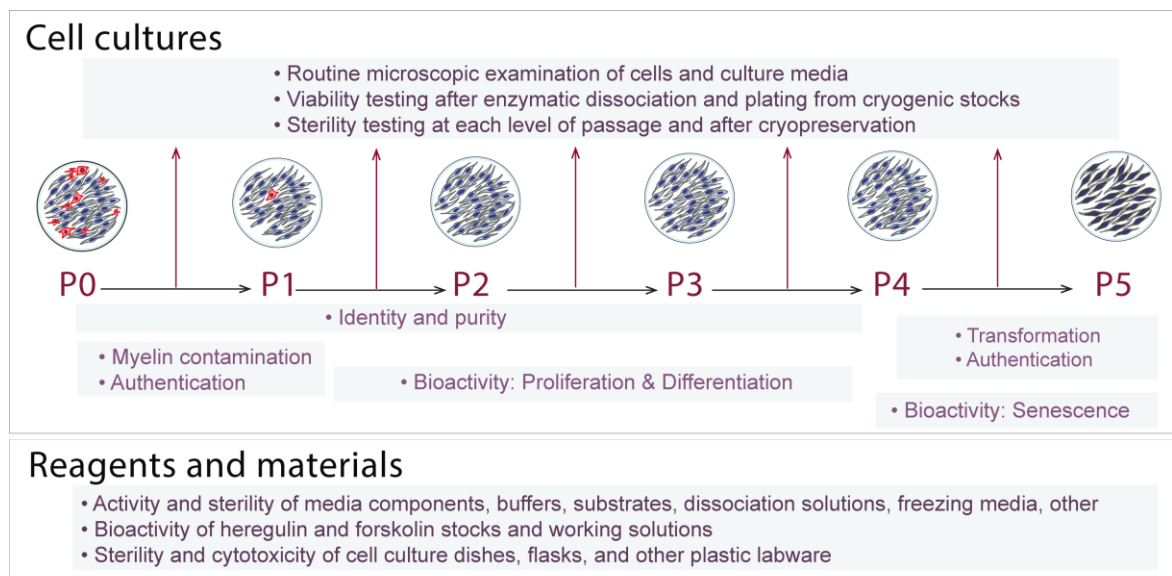 Cell cultures
• Routine microscopic examination of cells and culture media
• Viability testing after enzymatic dissociation and plating from cryogenic stocks
• Sterility testing at each level of passage and after cryopreservation
P0 P1 P2 P3 P4 P5
• Identity and purity
• Myelin contamination
• Authentication
• Bioactivity: Proliferation & Differentiation
• Transformation
• Authentication
• Bioactivity: Senescence
Reagents and materials
• Activity and sterility of media components, buffers, substrates, dissociation solutions, freezing media, other
• Bioactivity of heregulin and forskolin stocks and working solutions
• Sterility and cytotoxicity of cell culture dishes, flasks, and other plastic labware